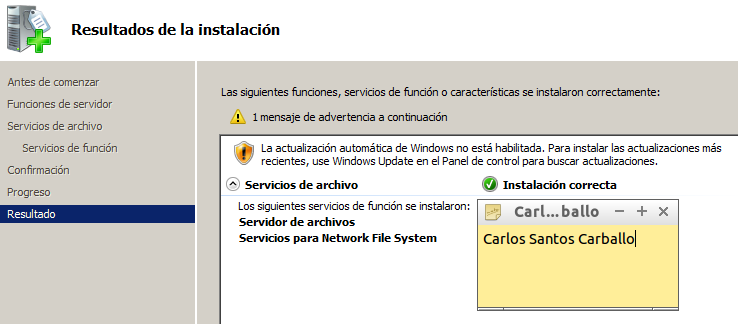 Resultados de la instalación
Antes de comenzar
Funciones de servidor
Servicios de archivo
Servicios de función
Confirmación
Progreso
Resultado
Las siguientes funciones, servicios de función o características se instalaron correctamente:
1 mensaje de advertencia a continuación
La actualización automática de Windows no está habilitada. Para instalar las actualizaciones más
recientes, use Windows Update en el Panel de control para buscar actualizaciones.
Servicios de archivo
Instalación correcta
Los siguientes servicios de función se instalaron:
Servidor de archivos
Servicios para Network File System
Carl...ballo
Carlos Santos Carballo